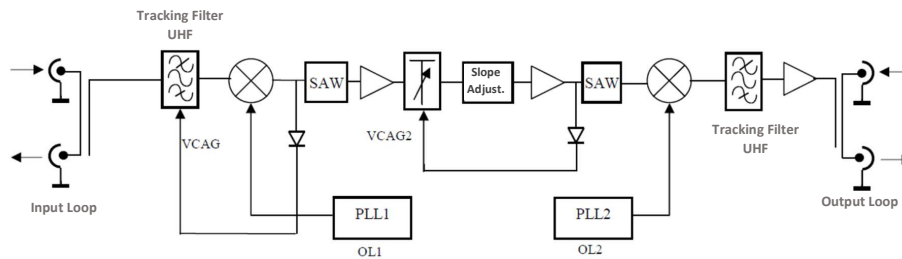 Tracking Filter
UHF
SAW
Slope
Adjust.
SAW
VCAG
VCAG2
Tracking Filter
UHF
Input Loop
PLL1
PLL2
Output Loop
OL1
OL2